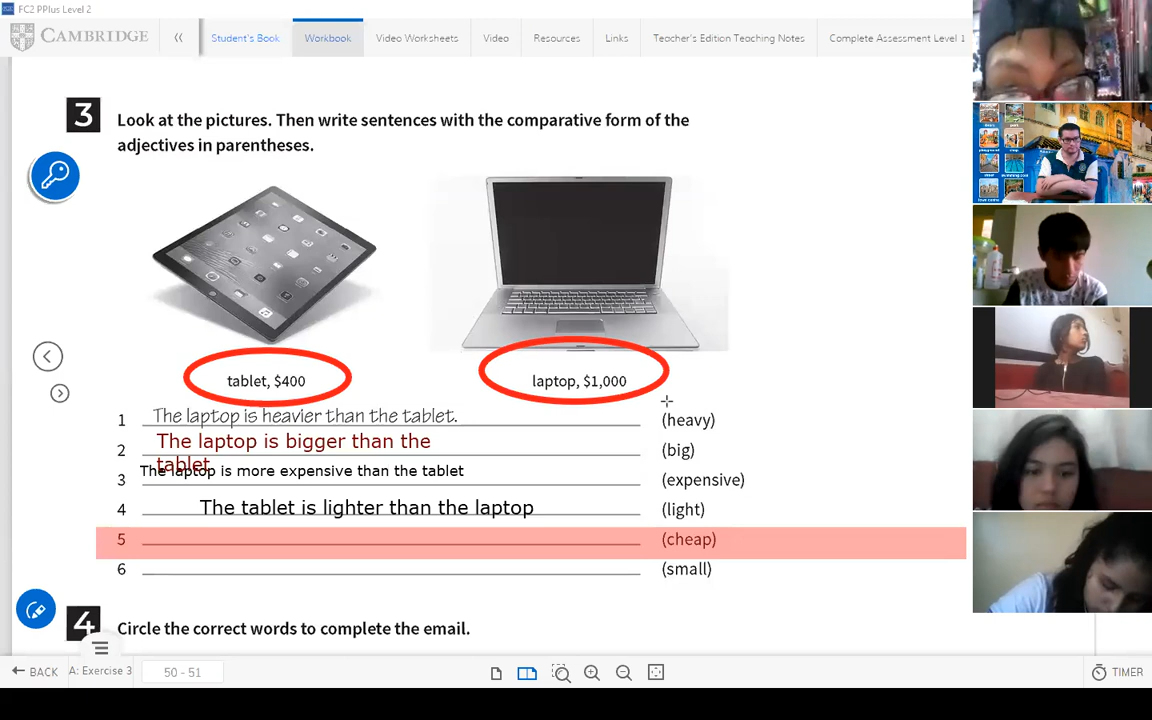 FC2 PPlus Level 2
CAMBRIDGE
Student's Book
Workbook
Video Worksheets
Video
Resources
Links
Teacher's Edition Teaching Notes
Complete Assessment Level 1
3
Look at the pictures. Then write sentences with the comparative form of the
adjectives in parentheses.
tablet, $400
laptop, $1,000
1 The laptop is heavier than the tablet. (heavy)
2 The laptop is bigger than the (big)
tablet
3 The laptop is more expensive than the tablet (expensive)
4 The tablet is lighter than the laptop (light)
5 (cheap)
6 (small)
4 Circle the correct words to complete the email.
BACK
A: Exercise 3
50 - 51
TIMER